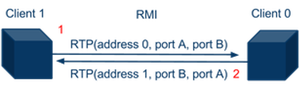 Client 1 RMI Client 0
1
RTP(address 0, port A, port B)
RTP(address 1, port B, port A) 2